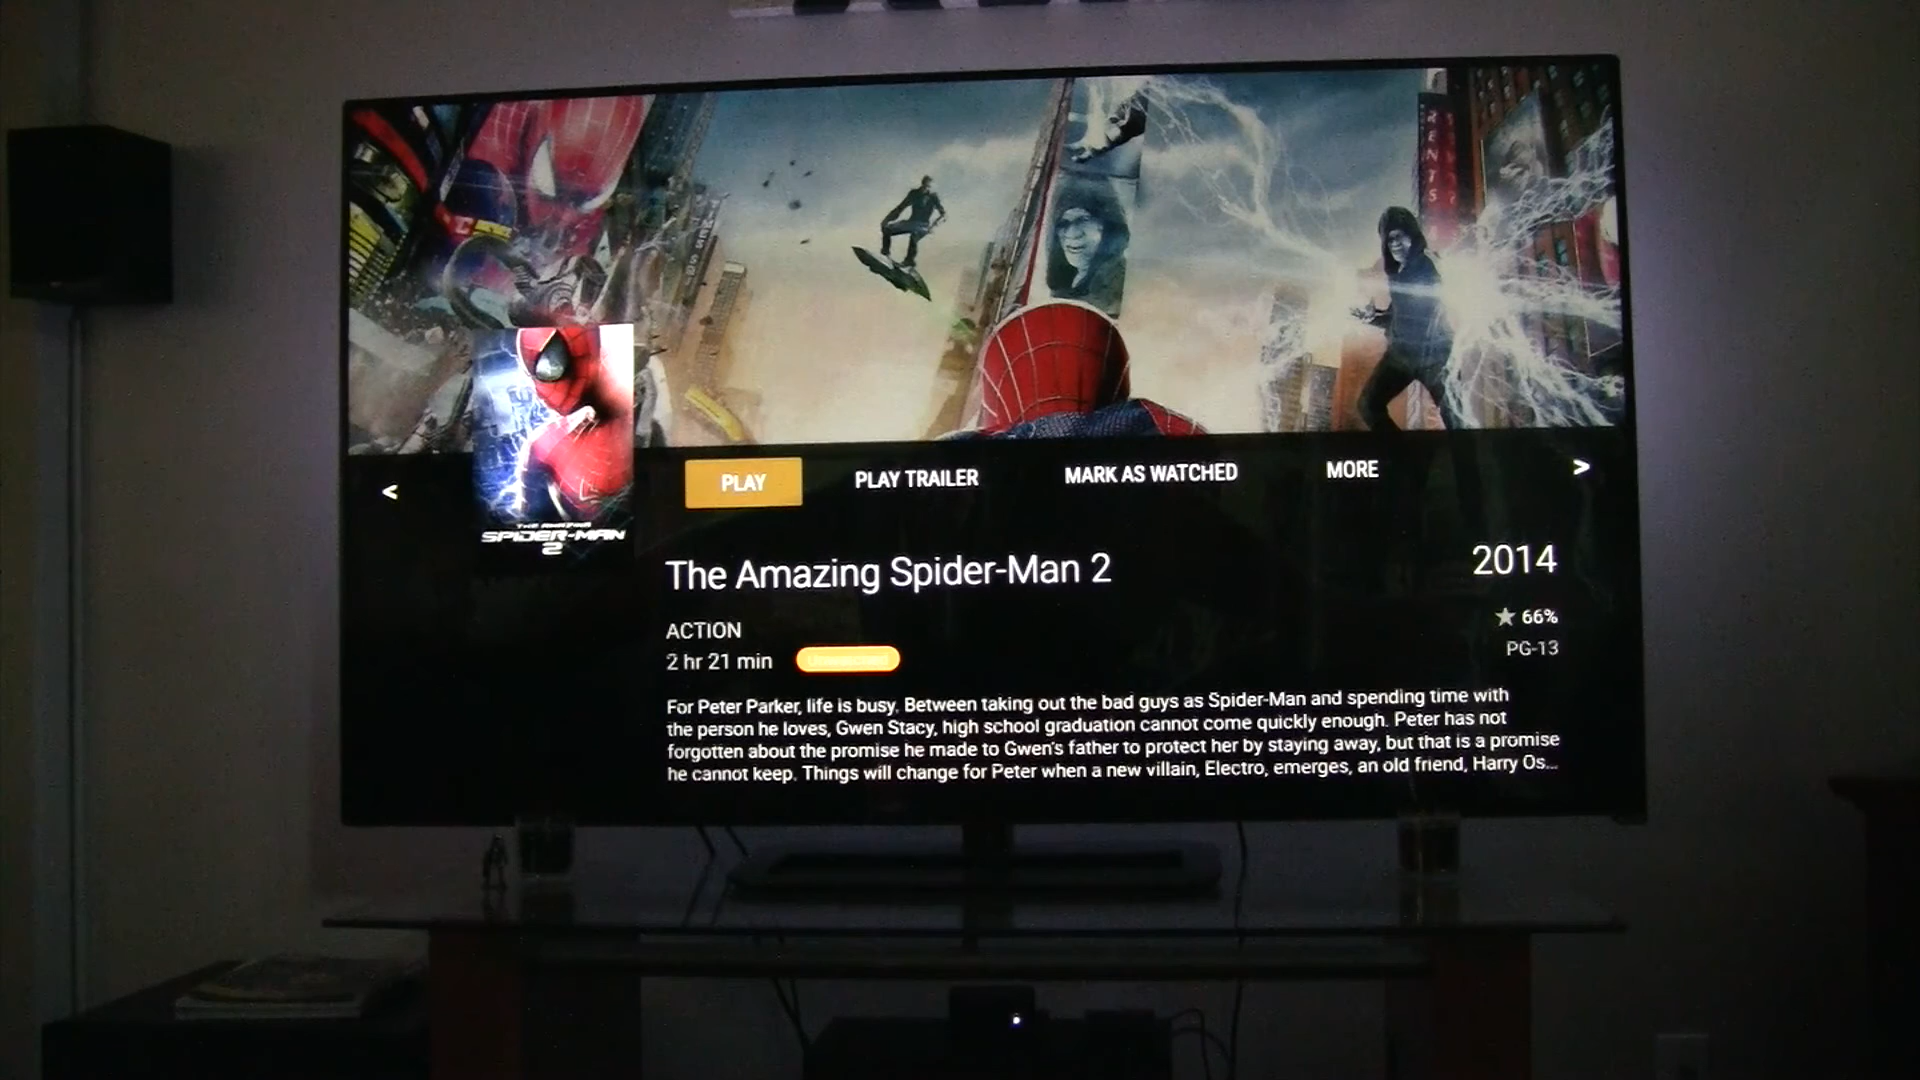 RENTS
THE AMAZING
SPIDER-MAN
2
< PLAY PLAY TRAILER MARK AS WATCHED MORE >
The Amazing Spider-Man 2 2014
ACTION ★ 66%
2 hr 21 min Unwatched PG-13
For Peter Parker, life is busy. Between taking out the bad guys as Spider-Man and spending time with
the person he loves, Gwen Stacy, high school graduation cannot come quickly enough. Peter has not
forgotten about the promise he made to Gwen's father to protect her by staying away, but that is a promise
he cannot keep. Things will change for Peter when a new villain, Electro, emerges, an old friend, Harry Os...